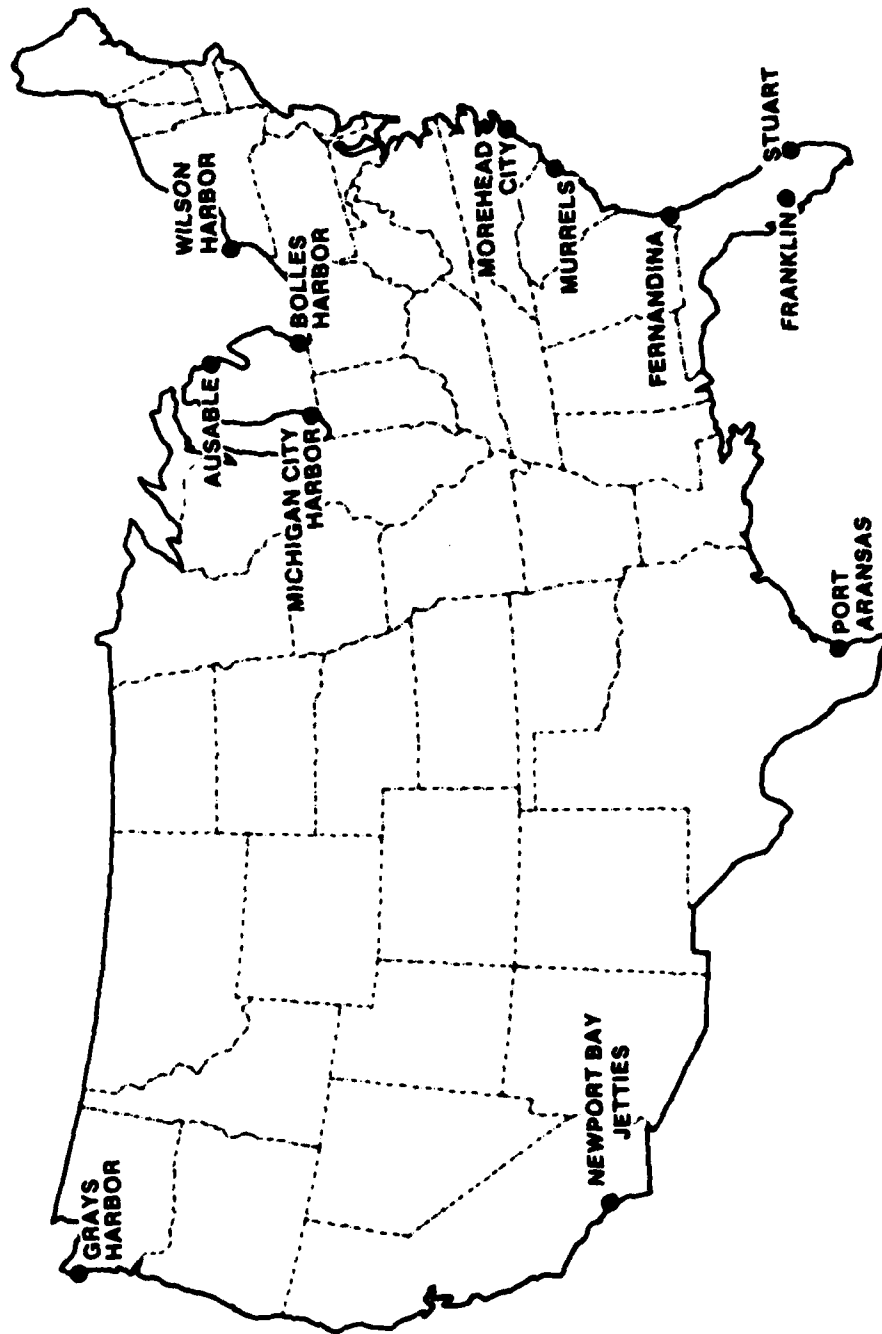 GRAYS
HARBOR
NEWPORT BAY
JETTIES
PORT
ARANSAS
MICHIGAN CITY
HARBOR
AUSABLE
BOLLES
HARBOR
WILSON
HARBOR
MOREHEAD
CITY
MURRELS
FERNANDINA
FRANKLIN
STUART